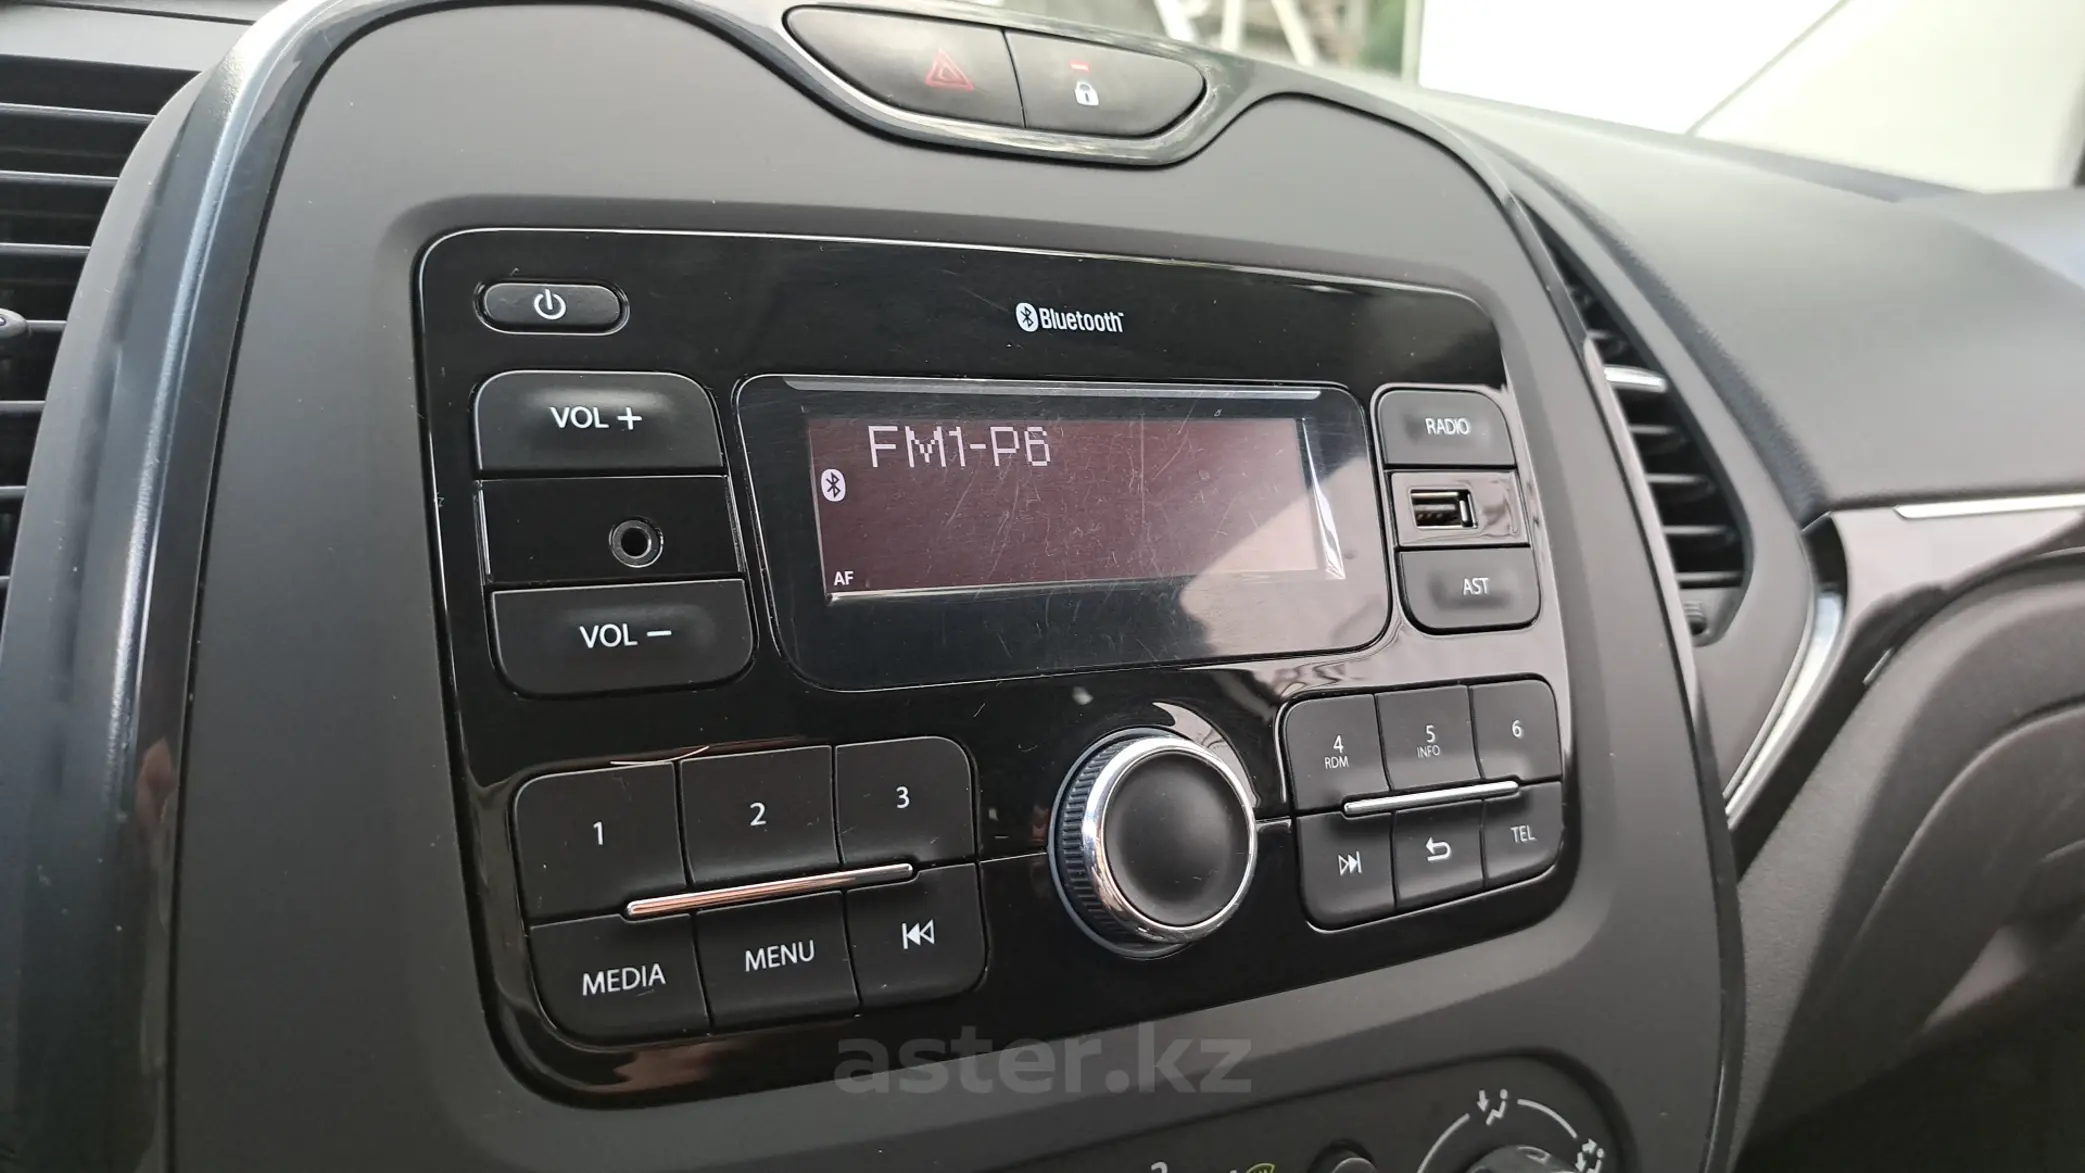 Bluetooth
VOL +
FM1-P6
RADIO
AF
AST
VOL −
1
2
3
4
RDM
5
INFO
6
MEDIA
MENU
TEL
aster.kz